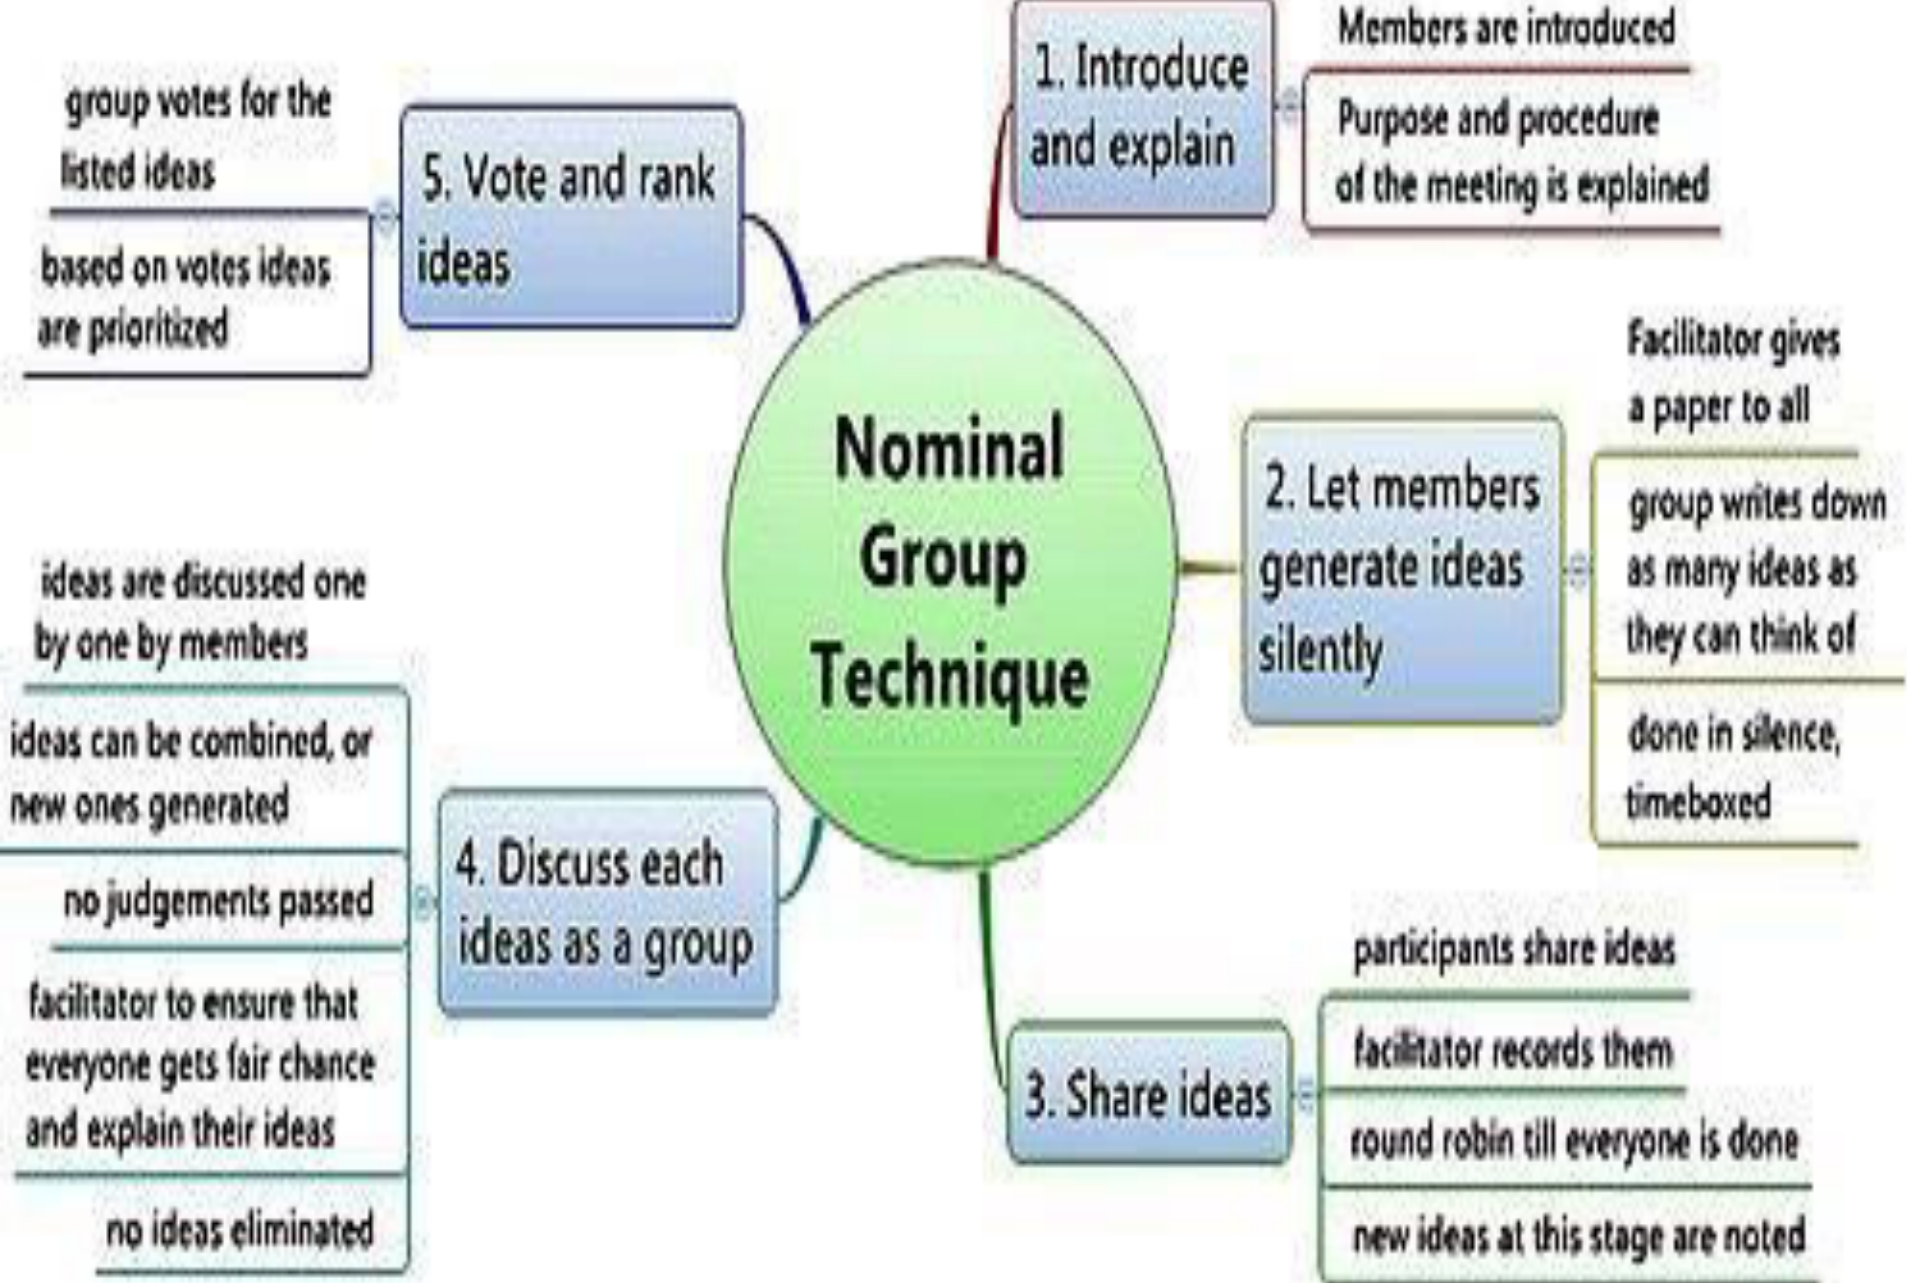 Nominal
Group
Technique
1. Introduce
and explain
Members are introduced
Purpose and procedure
of the meeting is explained
2. Let members
generate ideas
silently
Facilitator gives
a paper to all
group writes down
as many ideas as
they can think of
done in silence,
timeboxed
3. Share ideas
participants share ideas
facilitator records them
round robin till everyone is done
new ideas at this stage are noted
4. Discuss each
ideas as a group
ideas are discussed one
by one by members
ideas can be combined, or
new ones generated
no judgements passed
facilitator to ensure that
everyone gets fair chance
and explain their ideas
no ideas eliminated
5. Vote and rank
ideas
group votes for the
listed ideas
based on votes ideas
are prioritized